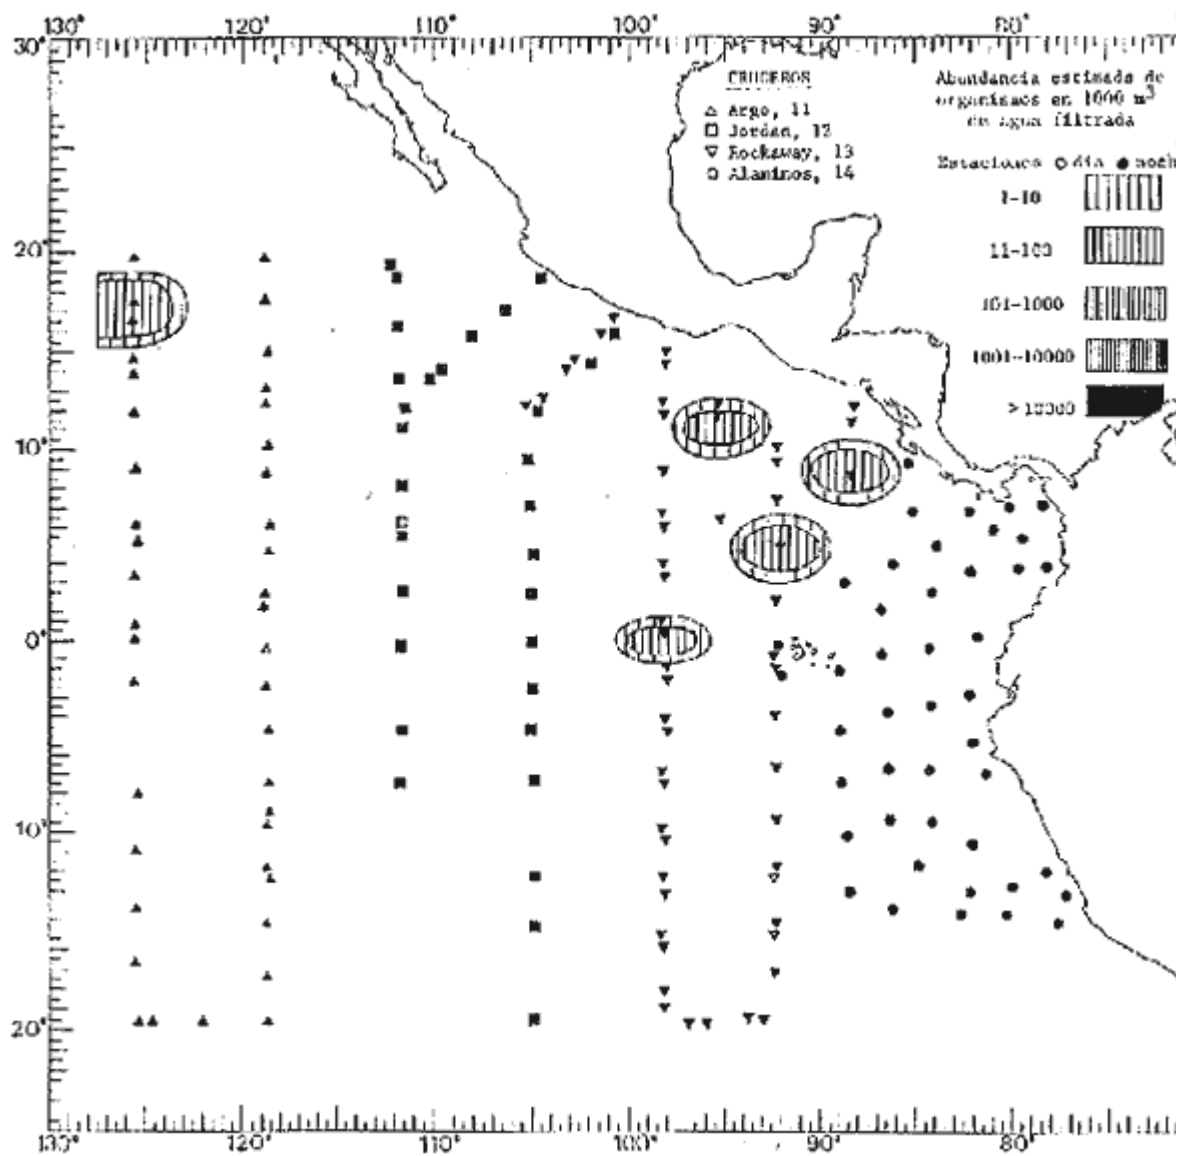 130° 120° 110° 100° 90° 80°
30°
20°
10°
0°
10°
20°
130° 120° 110° 100° 90° 80°
CRUCEROS
△ Argo, 11
□ Jordan, 12
▽ Rockaway, 13
○ Alaminos, 14
Abundancia estimada de
organismos en 1000 m³
de agua filtrada
Estaciones ○ día ● noch
1-10
11-100
101-1000
1001-10000
>10000